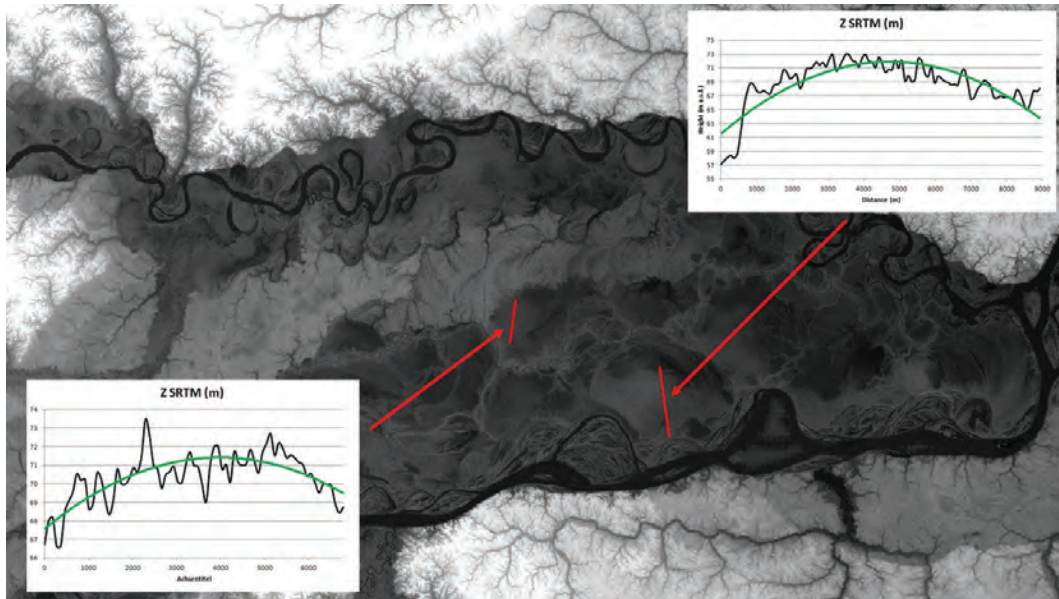 Z SRTM (m)
75
73
71
69
67
65
63
61
59
57
55
Height (m a.s.l.)
0 1000 2000 3000 4000 5000 6000 7000 8000 9000
Distance (m)
Z SRTM (m)
74
73
72
71
70
69
68
67
66
0 1000 2000 3000 4000 5000 6000
Achsentitel